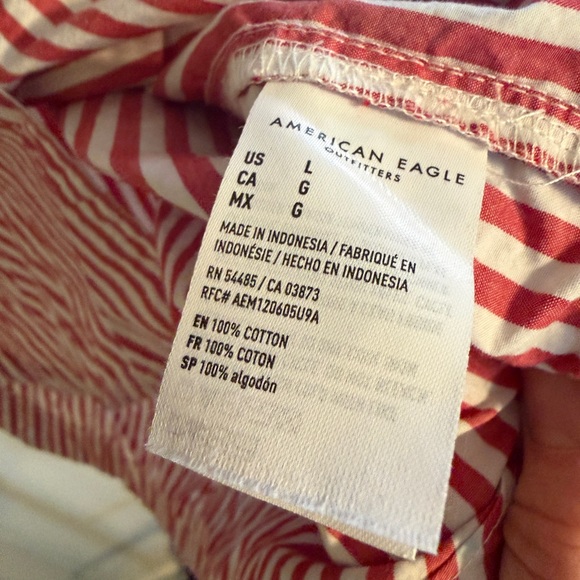 AMERICAN EAGLE
OUTFITTERS
US L
CA G
MX G
MADE IN INDONESIA / FABRIQUÉ EN
INDONÉSIE / HECHO EN INDONESIA
RN 54485 / CA 03873
RFC# AEM120605U9A
EN 100% COTTON
FR 100% COTON
SP 100% algodón